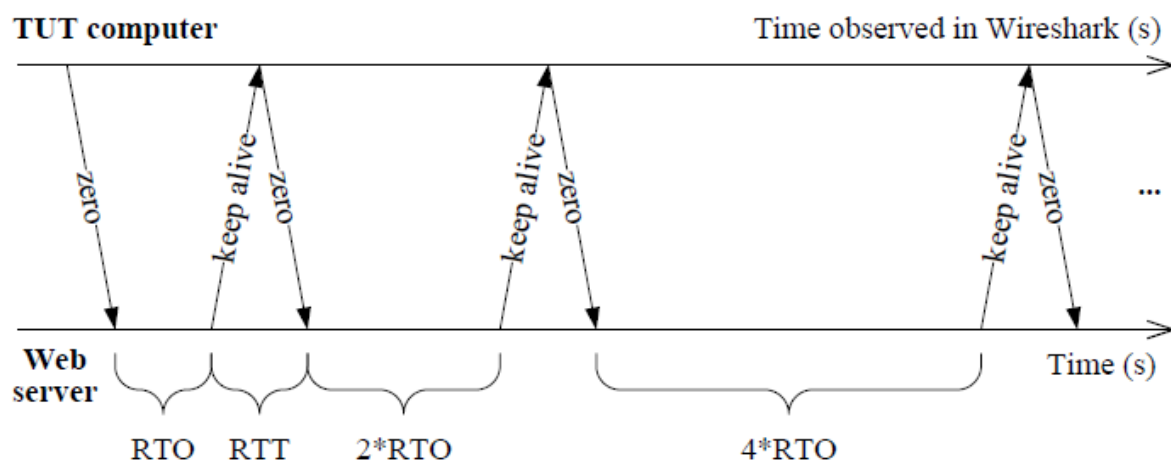 TUT computer
Time observed in Wireshark (s)
zero
keep alive
zero
keep alive
zero
keep alive
zero
...
Web
server
Time (s)
RTO
RTT
2*RTO
4*RTO